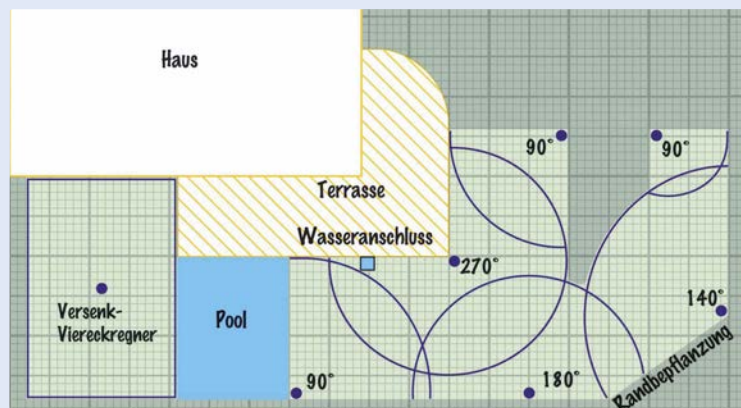 Haus
90°
90°
Terrasse
Wasseranschluss
270°
Versenk-
Viereckregner
Pool
140°
Randbepflanzung
90°
180°